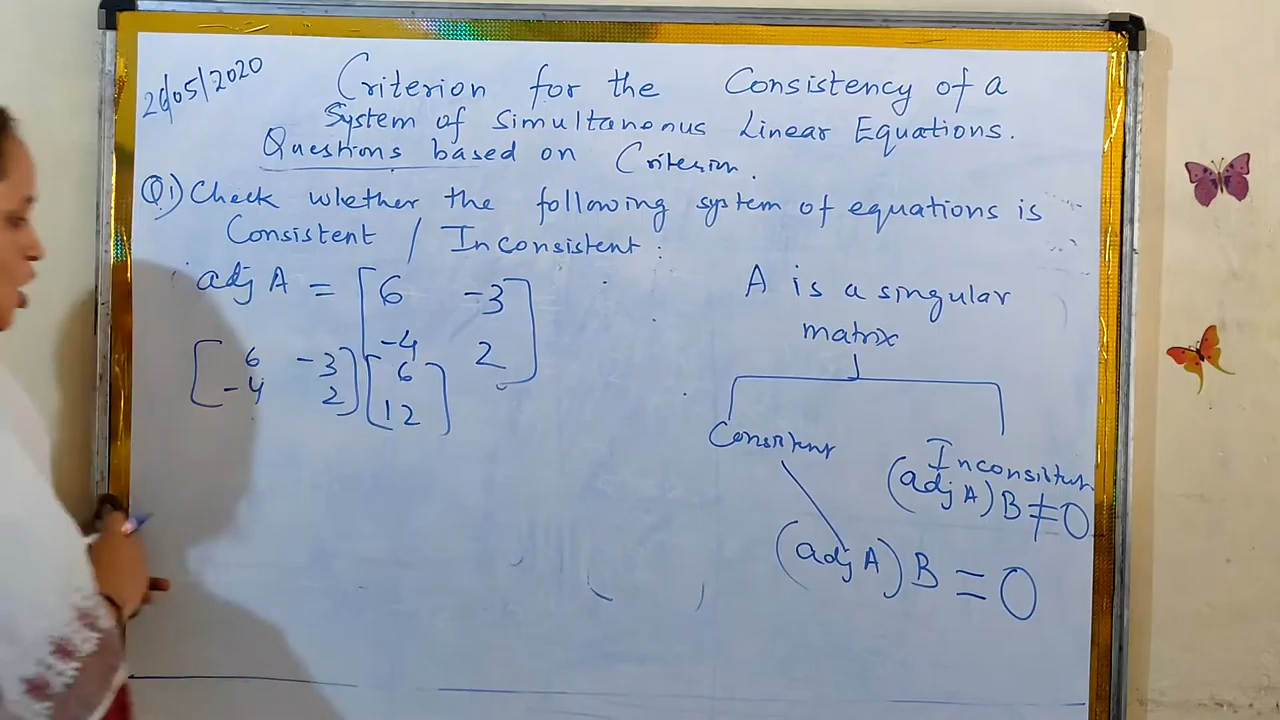 26/05/2020
Criterion for the Consistency of a
System of Simultanonus Linear Equations.
Questions based on Criterion.
Q1) Check whether the following system of equations is
Consistent / Inconsistent :
adj A = [6 -3
-4 2]
[6 -3
-4 2] [6
12]
A is a singular
matrix
Consistent
Inconsistent
(adj A) B ≠ 0
(adj A) B = 0